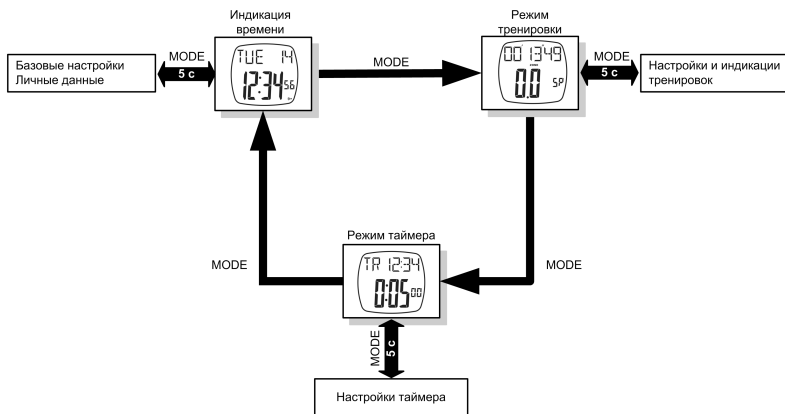 Индикация
времени
Режим
тренировки
TUE 14
12:34 56
00:13:49
0.0 SP
MODE
5 с
Базовые настройки
Личные данные
MODE
MODE
5 с
Настройки и индикации
тренировок
Режим таймера
TR 12:34
0:05 00
MODE
MODE
MODE
5 с
Настройки таймера